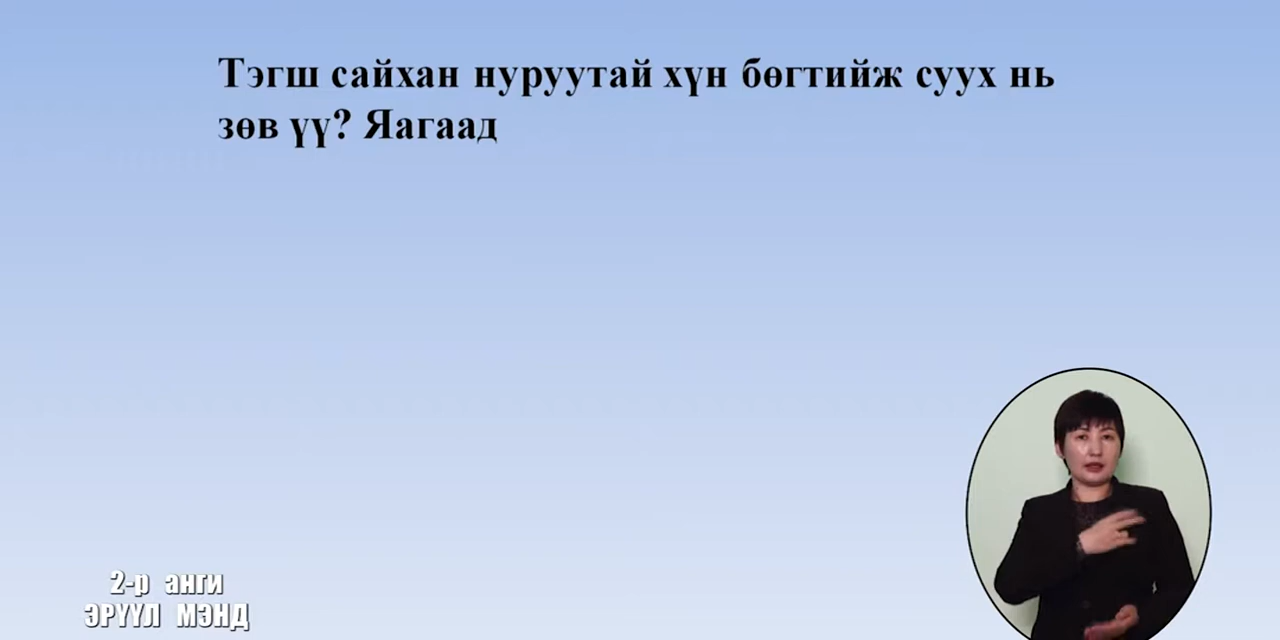 Тэгш сайхан нуруутай хүн бөгтийж суух нь
зөв үү? Яагаад
2-р анги
ЭРҮҮЛ МЭНД